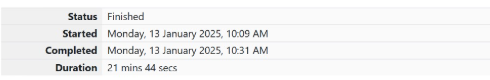 Status Finished
Started Monday, 13 January 2025, 10:09 AM
Completed Monday, 13 January 2025, 10:31 AM
Duration 21 mins 44 secs